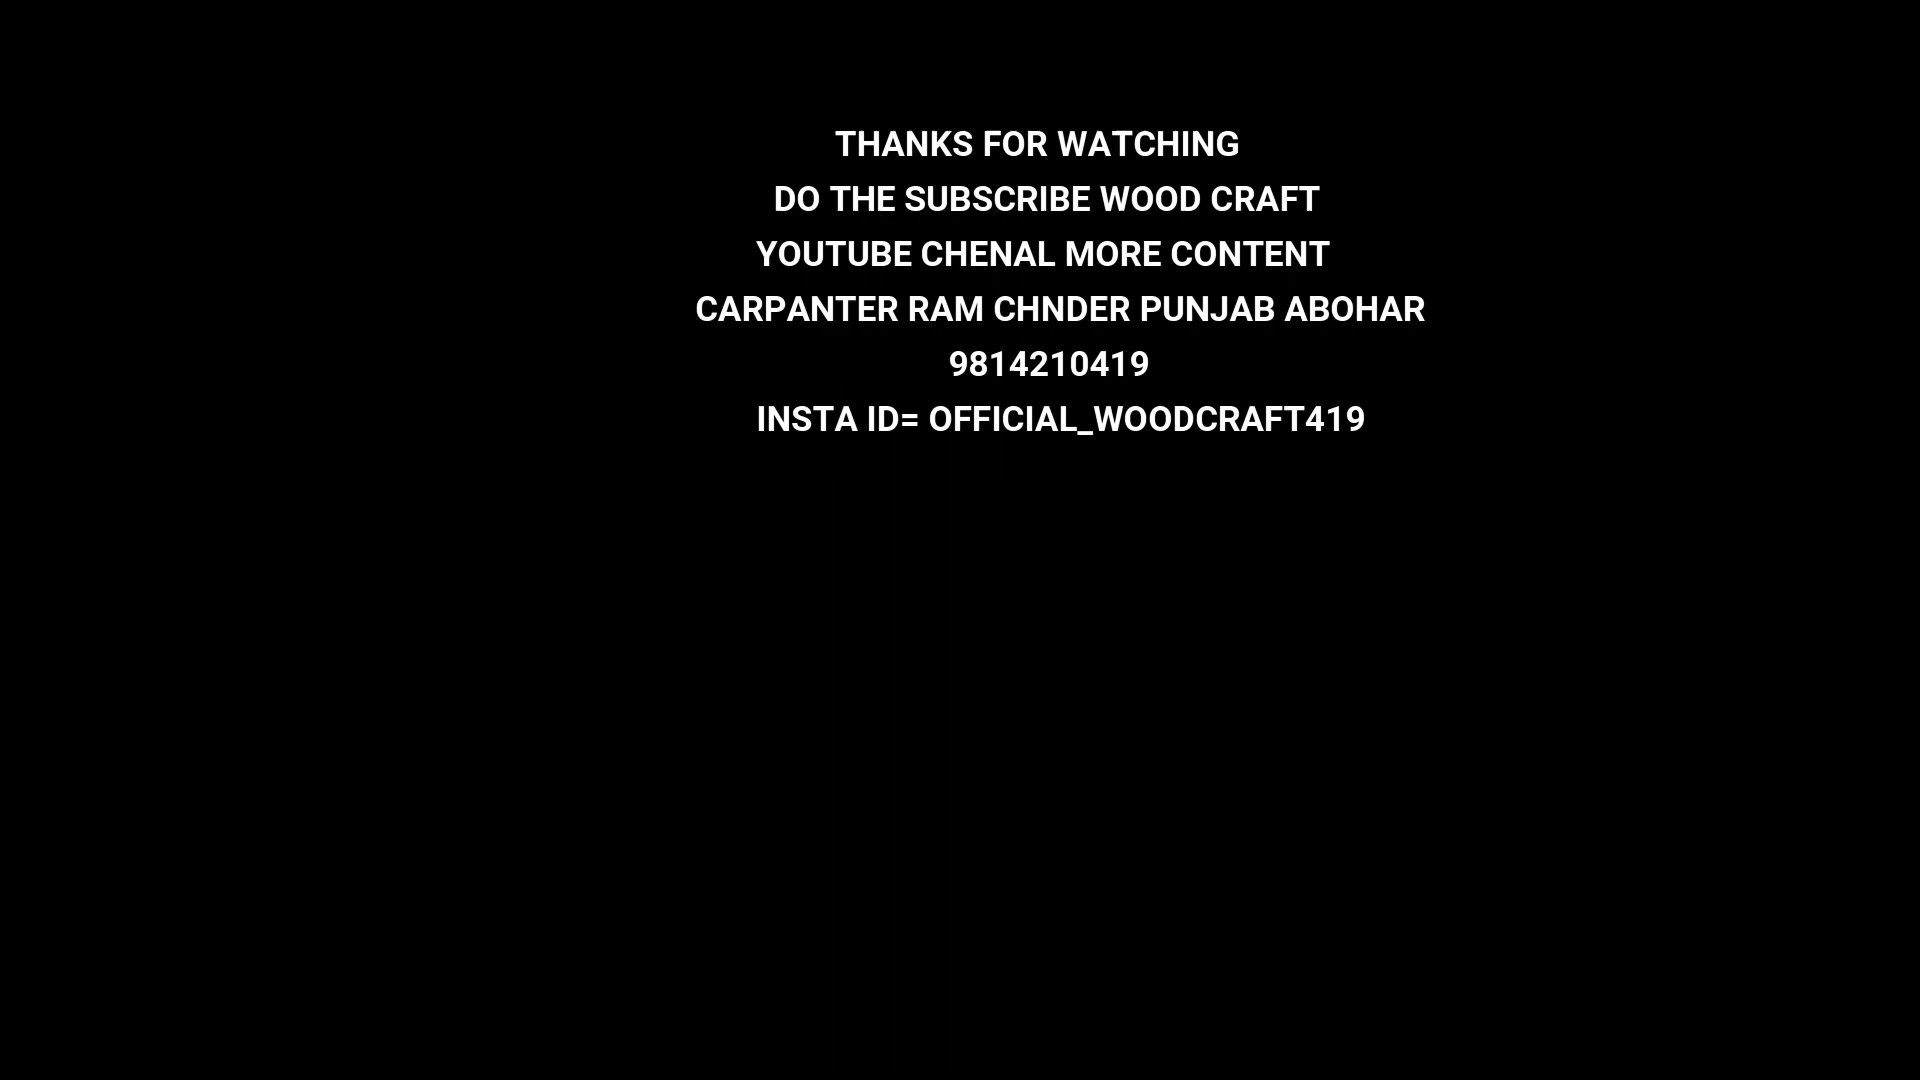 THANKS FOR WATCHING
DO THE SUBSCRIBE WOOD CRAFT
YOUTUBE CHENAL MORE CONTENT
CARPANTER RAM CHNDER PUNJAB ABOHAR
9814210419
INSTA ID= OFFICIAL_WOODCRAFT419